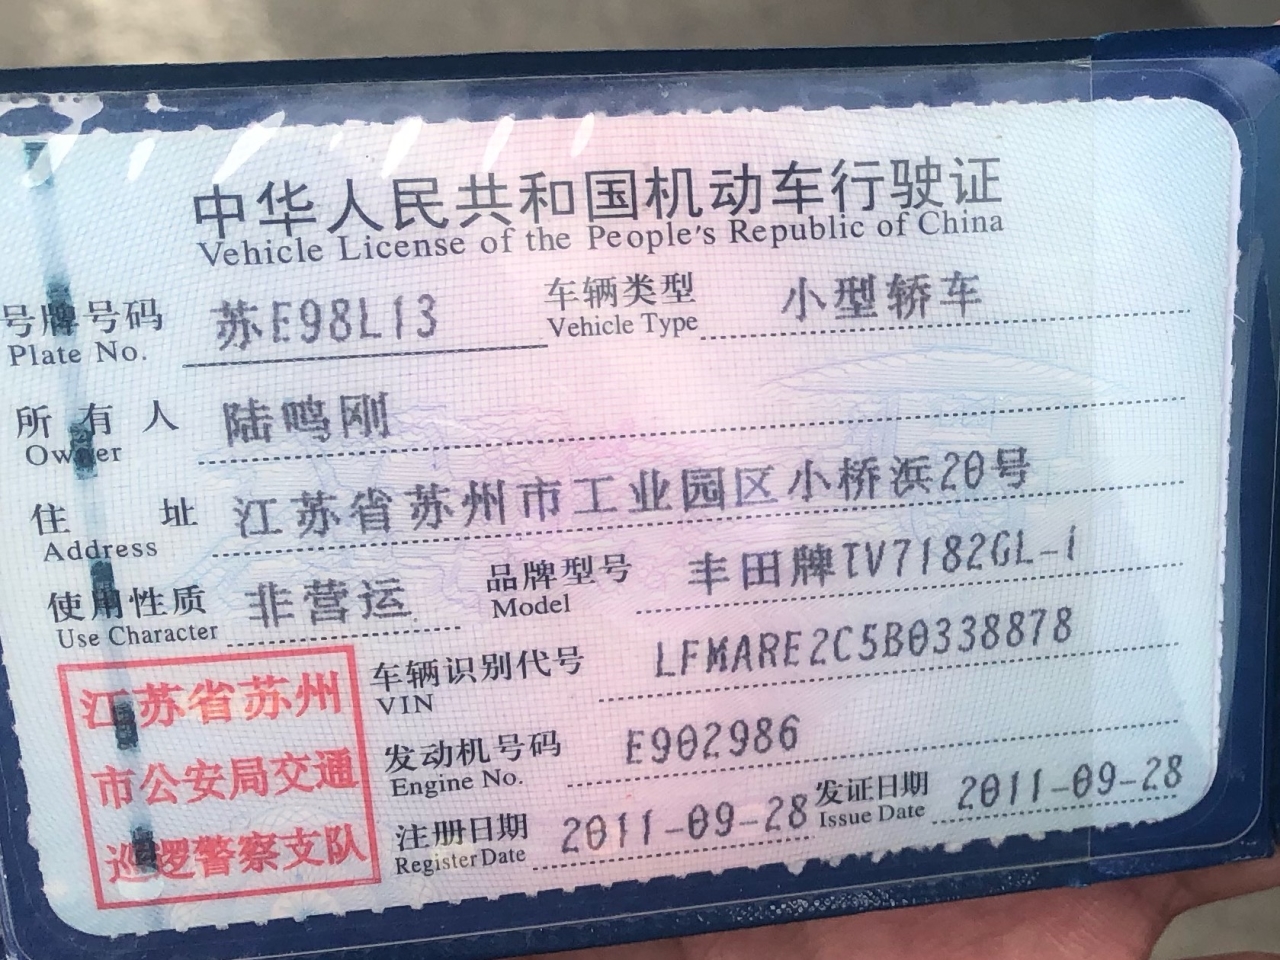 中华人民共和国机动车行驶证
Vehicle License of the People's Republic of China
号牌号码 苏E98L13 车辆类型 小型轿车
Plate No. Vehicle Type
所有人 陆鸣刚
Owner
住址 江苏省苏州市工业园区小桥浜20号
Address
使用性质 非营运 品牌型号 丰田牌TV7182GL-i
Use Character Model
车辆识别代号 LFMARE2C5B0338878
VIN
发动机号码 E902986
Engine No.
注册日期 2011-09-28 发证日期 2011-09-28
Register Date Issue Date
江苏省苏州
市公安局交通
巡逻警察支队